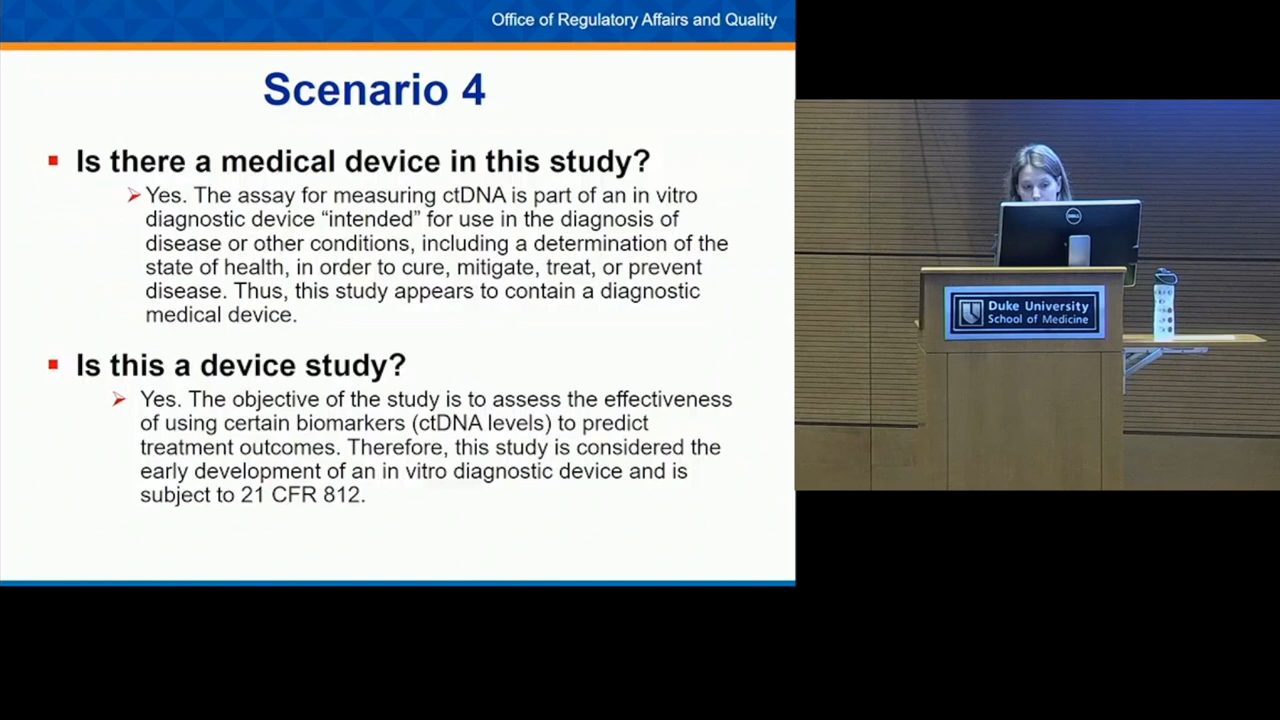 Office of Regulatory Affairs and Quality
Scenario 4
Is there a medical device in this study?
Yes. The assay for measuring ctDNA is part of an in vitro
diagnostic device “intended” for use in the diagnosis of
disease or other conditions, including a determination of the
state of health, in order to cure, mitigate, treat, or prevent
disease. Thus, this study appears to contain a diagnostic
medical device.
Is this a device study?
Yes. The objective of the study is to assess the effectiveness
of using certain biomarkers (ctDNA levels) to predict
treatment outcomes. Therefore, this study is considered the
early development of an in vitro diagnostic device and is
subject to 21 CFR 812.
DELL
Duke University
School of Medicine